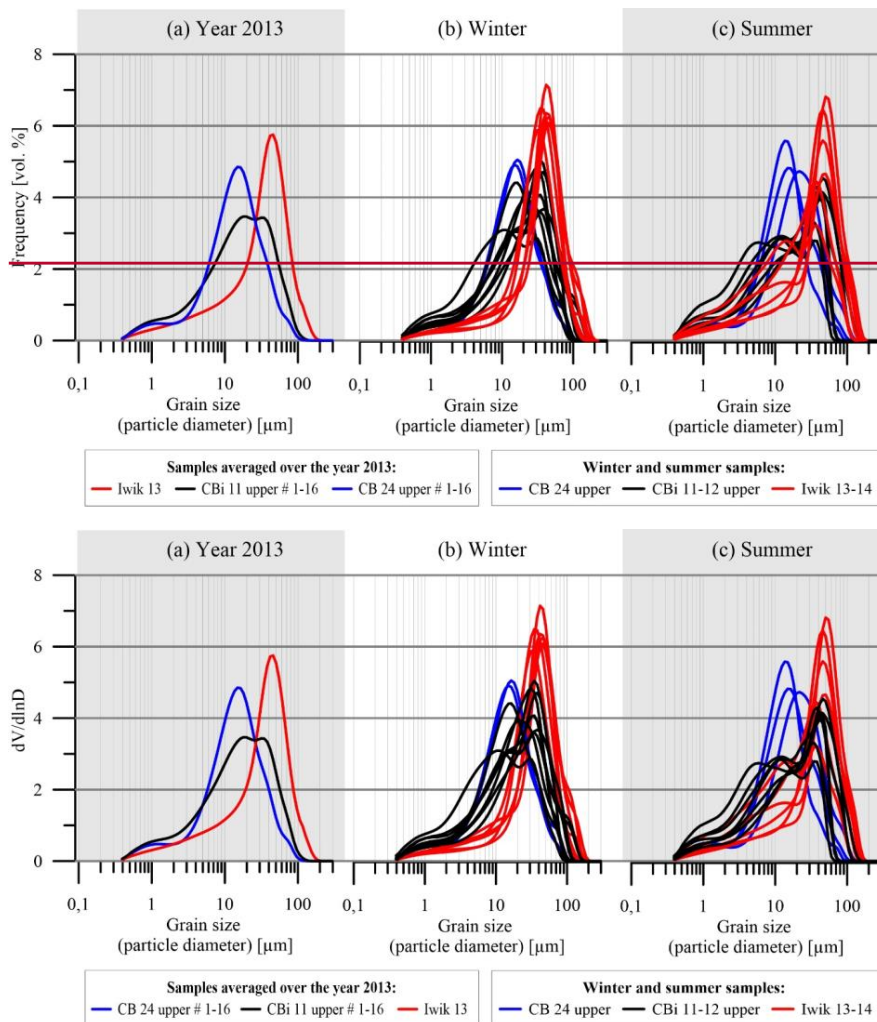 (a) Year 2013 (b) Winter (c) Summer
8
6
4
2
0
Frequency [vol. %]
0,1 1 10 100 0,1 1 10 100 0,1 1 10 100
Grain size Grain size Grain size
(particle diameter) [µm] (particle diameter) [µm] (particle diameter) [µm]
Samples averaged over the year 2013: Winter and summer samples:
Iwik 13 CBi 11 upper # 1-16 CB 24 upper # 1-16 CB 24 upper CBi 11-12 upper Iwik 13-14
(a) Year 2013 (b) Winter (c) Summer
8
6
4
2
0
dV/dlnD
0,1 1 10 100 0,1 1 10 100 0,1 1 10 100
Grain size Grain size Grain size
(particle diameter) [µm] (particle diameter) [µm] (particle diameter) [µm]
Samples averaged over the year 2013: Winter and summer samples:
CB 24 upper # 1-16 CBi 11 upper # 1-16 Iwik 13 CB 24 upper CBi 11-12 upper Iwik 13-14